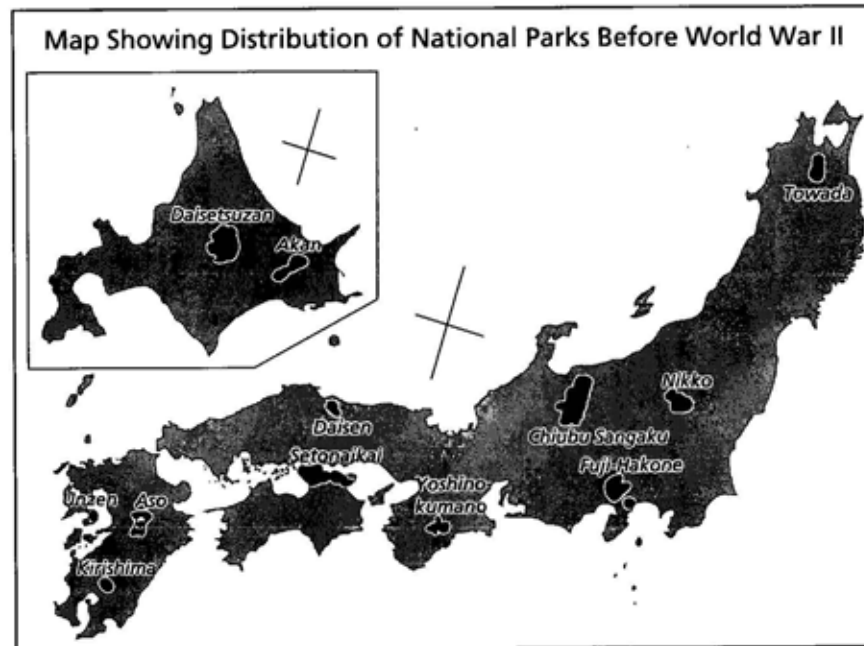 Map Showing Distribution of National Parks Before World War II
Daisetsuzan
Akan
Towada
Nikko
Daisen
Chiubu Sangaku
Setonaikai
Fuji-Hakone
Yoshino-
kumano
Unzen
Aso
Kirishima